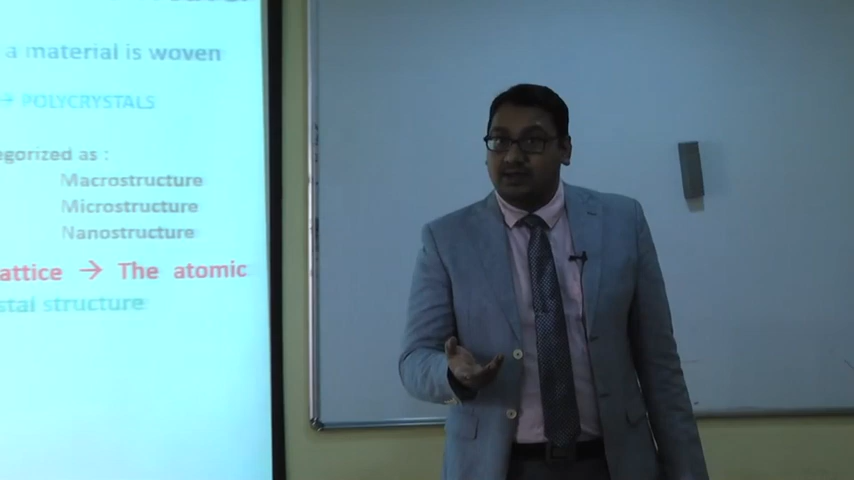 a material is woven
→ POLYCRYSTALS
egorized as :
Macrostructure
Microstructure
Nanostructure
attice → The atomic
stal structure